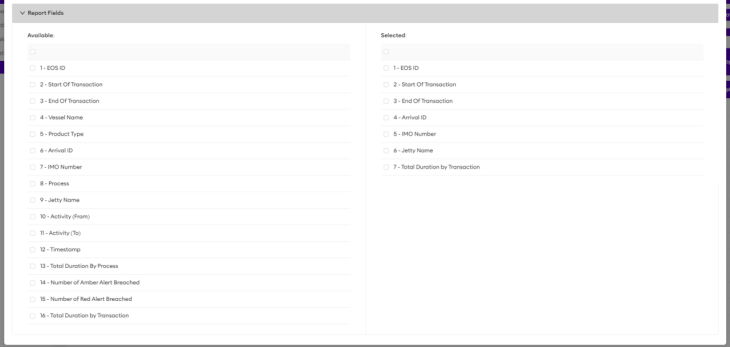 Report Fields
Available:
1 - EOS ID
2 - Start Of Transaction
3 - End Of Transaction
4 - Vessel Name
5 - Product Type
6 - Arrival ID
7 - IMO Number
8 - Process
9 - Jetty Name
10 - Activity (From)
11 - Activity (To)
12 - Timestamp
13 - Total Duration By Process
14 - Number of Amber Alert Breached
15 - Number of Red Alert Breached
16 - Total Duration by Transaction
Selected:
1 - EOS ID
2 - Start Of Transaction
3 - End Of Transaction
4 - Arrival ID
5 - IMO Number
6 - Jetty Name
7 - Total Duration by Transaction